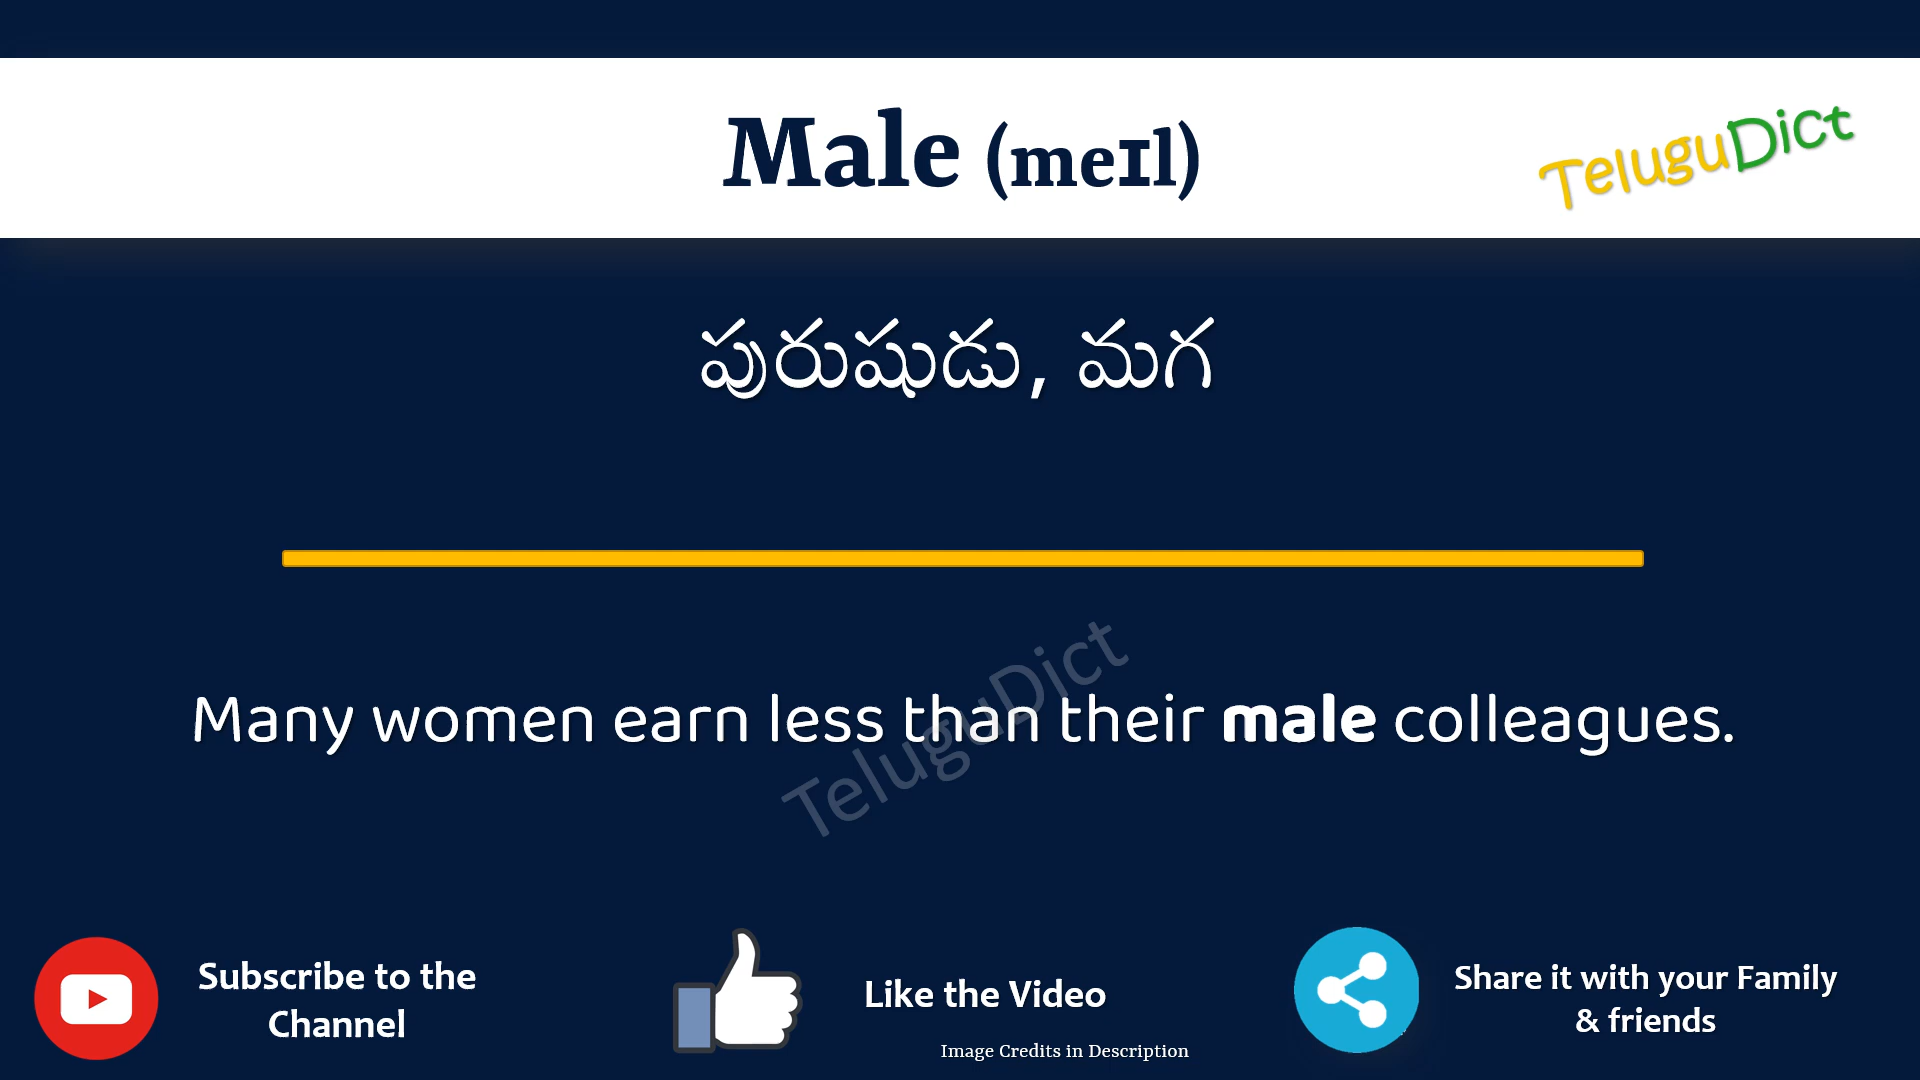 Male (meɪl)
TeluguDict
పురుషుడు, మగ
Many women earn less than their male colleagues.
TeluguDict
Subscribe to the
Channel
Like the Video
Share it with your Family
& friends
Image Credits in Description